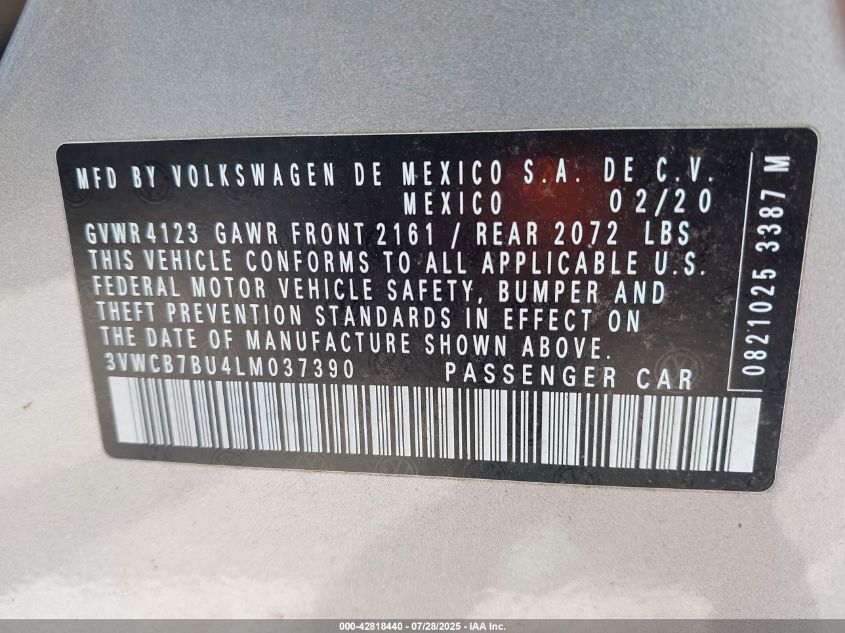 MFD BY VOLKSWAGEN DE MEXICO S.A. DE C.V.
MEXICO 02/20
GVWR 4123 GAWR FRONT 2161 / REAR 2072 LBS
THIS VEHICLE CONFORMS TO ALL APPLICABLE U.S.
FEDERAL MOTOR VEHICLE SAFETY, BUMPER AND
THEFT PREVENTION STANDARDS IN EFFECT ON
THE DATE OF MANUFACTURE SHOWN ABOVE.
3VWCB7BU4LM037390 PASSENGER CAR
0821025 3387 M
000-42818440 - 07/28/2025 - IAA Inc.